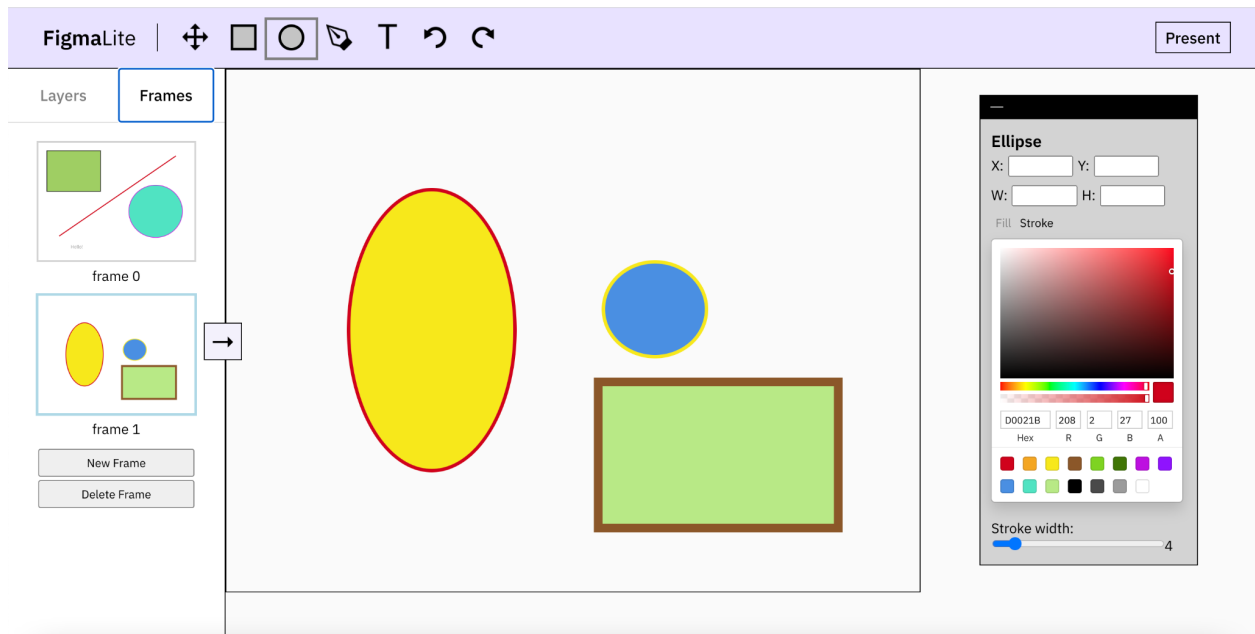 FigmaLite
T
Present
Layers
Frames
frame 0
frame 1
New Frame
Delete Frame
Ellipse
X: Y:
W: H:
Fill Stroke
D0021B 208 2 27 100
Hex R G B A
Stroke width:
4